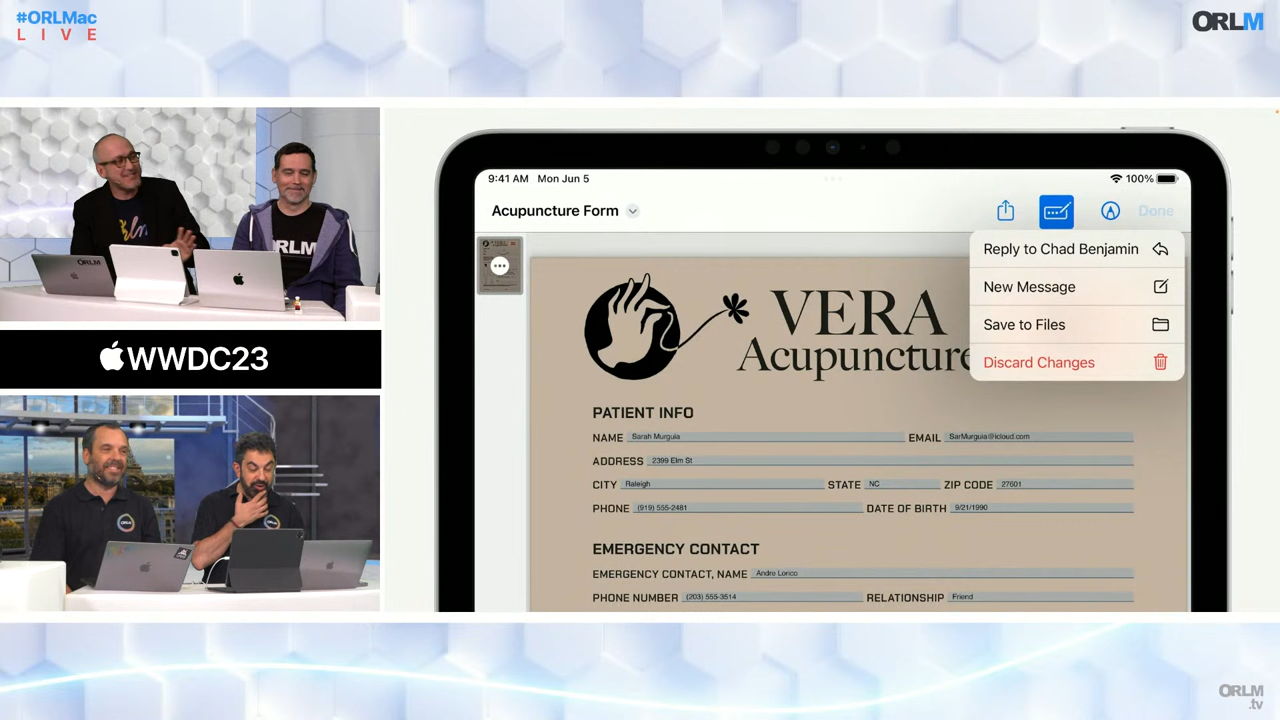 #ORLMac
LIVE
ORLM
ORLM
ORLM
WWDC23
9:41 AM Mon Jun 5
100%
Acupuncture Form
Done
Reply to Chad Benjamin
New Message
Save to Files
Discard Changes
VERA
Acupuncture
PATIENT INFO
NAME Sarah Murguia EMAIL SarMurguia@icloud.com
ADDRESS 2399 Elm St
CITY Raleigh STATE NC ZIP CODE 27601
PHONE (919) 555-2481 DATE OF BIRTH 9/21/1990
EMERGENCY CONTACT
EMERGENCY CONTACT, NAME Andre Lorico
PHONE NUMBER (203) 555-3514 RELATIONSHIP Friend
ORLM
.tv